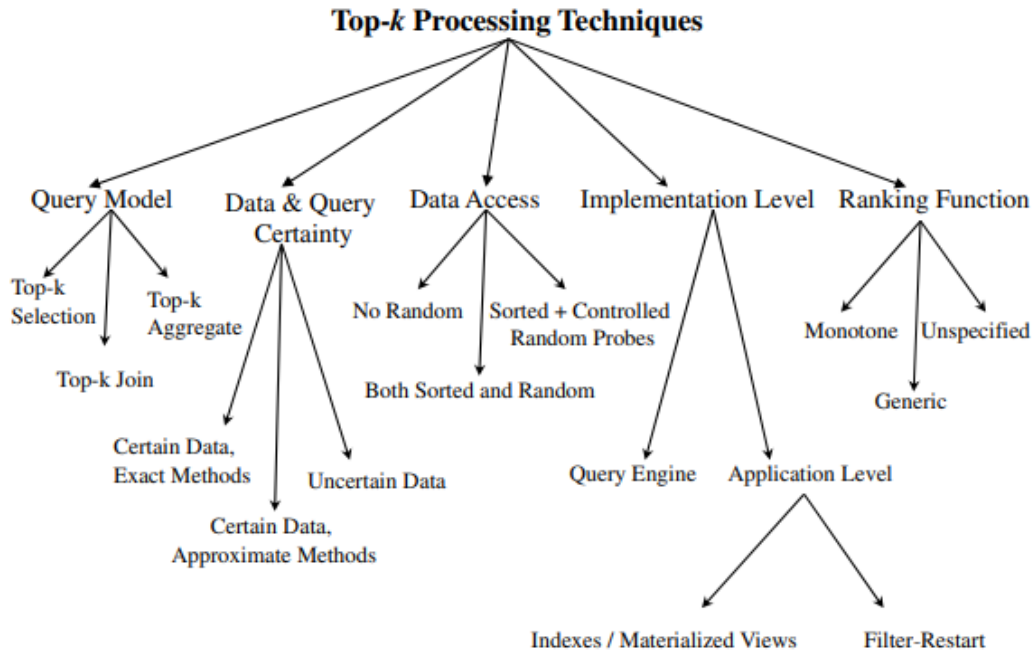 Top-k Processing Techniques
Query Model
Data & Query
Certainty
Data Access
Implementation Level
Ranking Function
Top-k
Selection
Top-k
Aggregate
Top-k Join
No Random
Sorted + Controlled
Random Probes
Both Sorted and Random
Monotone
Unspecified
Generic
Certain Data,
Exact Methods
Uncertain Data
Certain Data,
Approximate Methods
Query Engine
Application Level
Indexes / Materialized Views
Filter-Restart